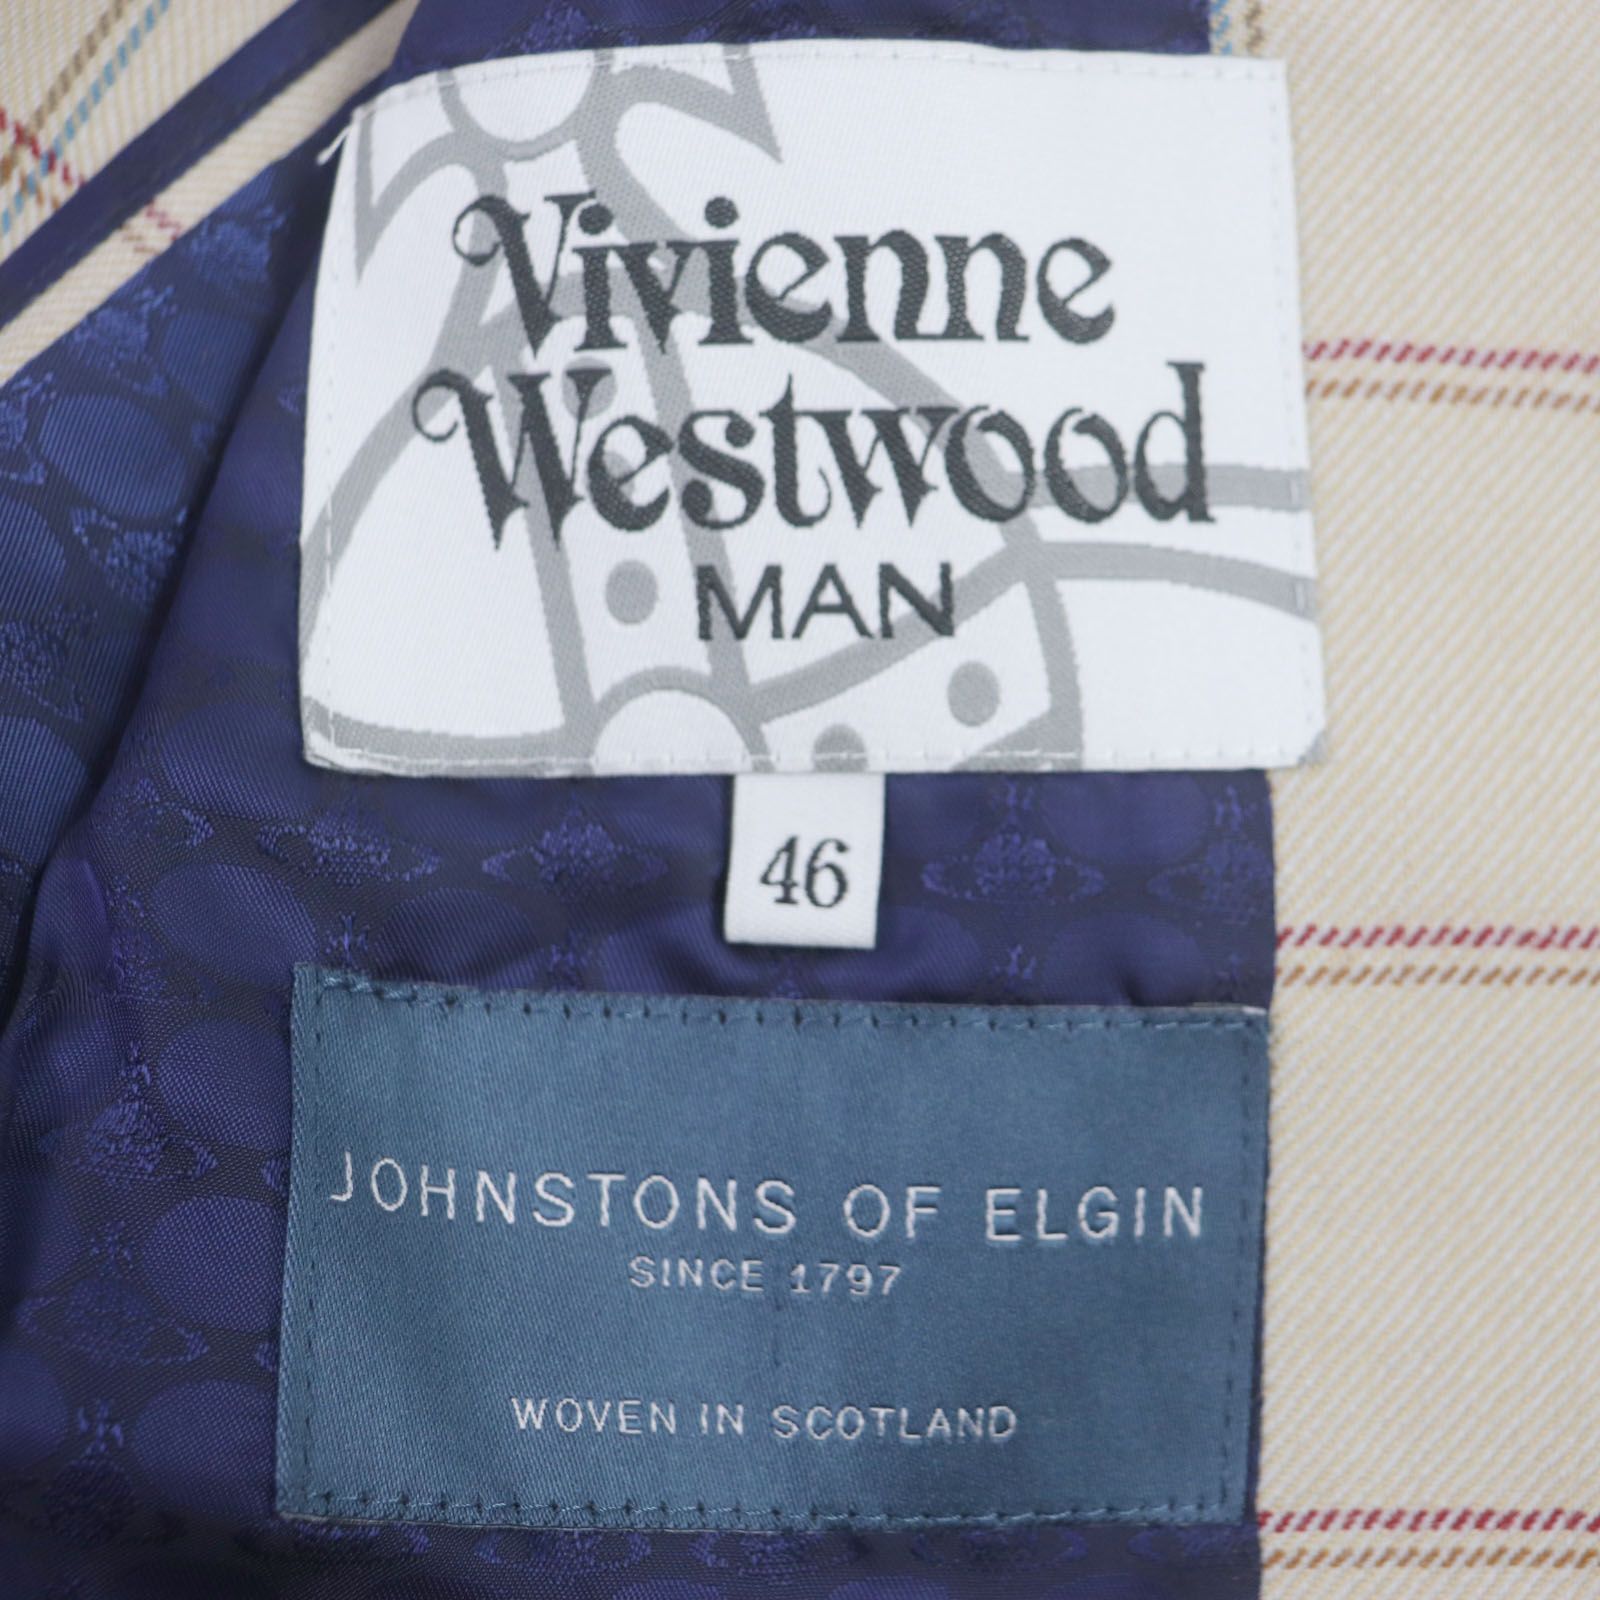 Vivienne
Westwood
MAN
46
JOHNSTONS OF ELGIN
SINCE 1797
WOVEN IN SCOTLAND